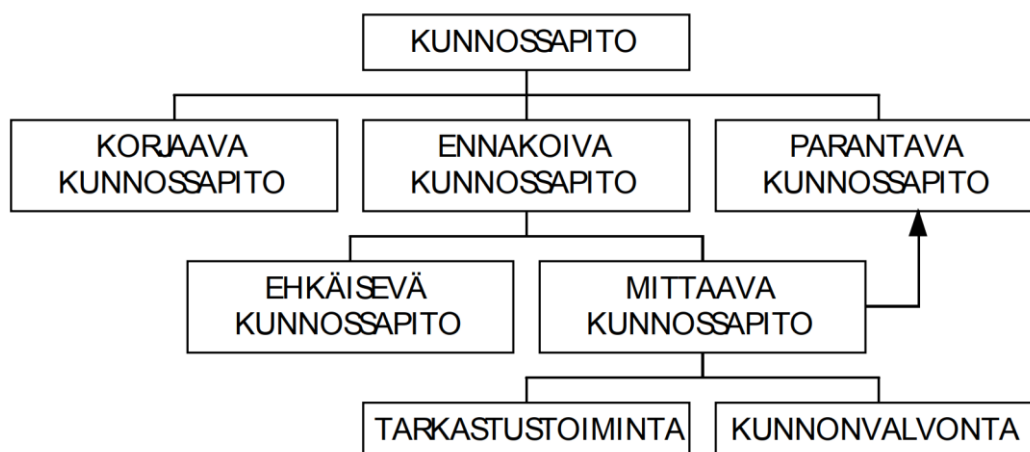 KUNNOSSAPITO
KORJAAVA
KUNNOSSAPITO
ENNAKOIVA
KUNNOSSAPITO
PARANTAVA
KUNNOSSAPITO
EHKÄISEVÄ
KUNNOSSAPITO
MITTAAVA
KUNNOSSAPITO
TARKASTUSTOIMINTA
KUNNONVALVONTA